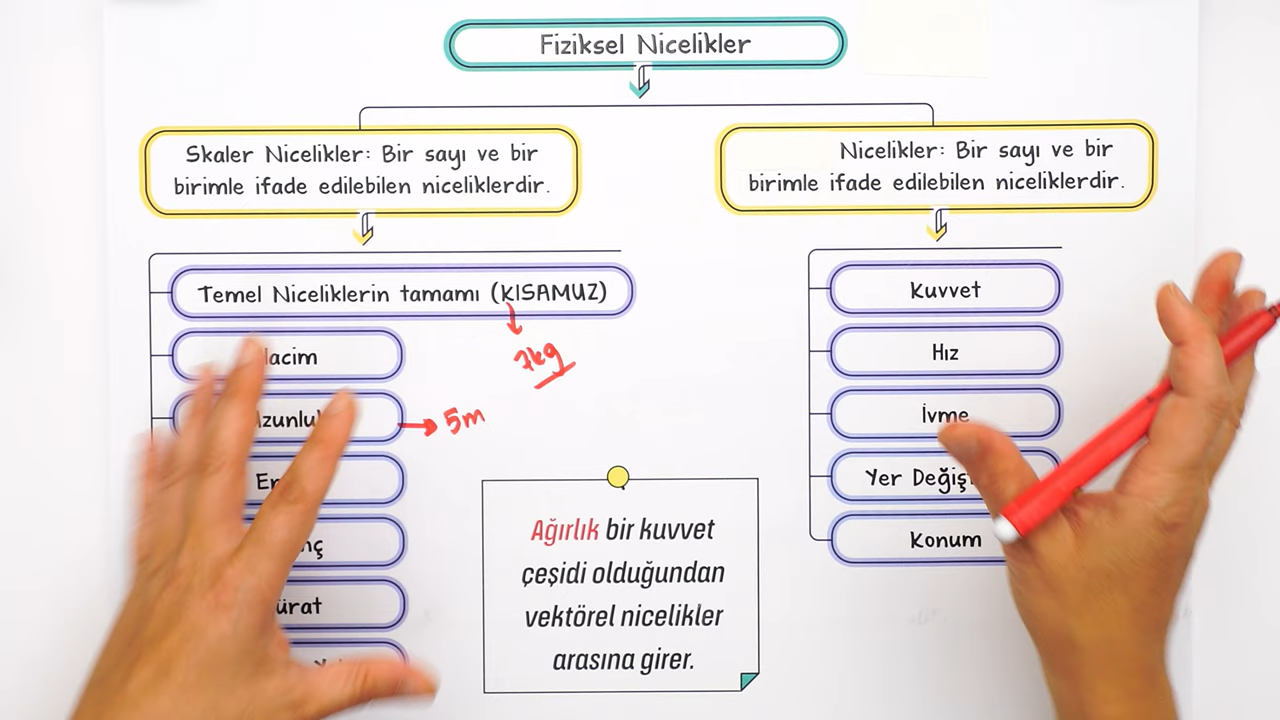 Fiziksel Nicelikler
Skaler Nicelikler: Bir sayı ve bir
birimle ifade edilebilen niceliklerdir.
Temel Niceliklerin tamamı (KISAMUZ)
7kg
5m
Ağırlık bir kuvvet
çeşidi olduğundan
vektörel nicelikler
arasına girer.
Nicelikler: Bir sayı ve bir
birimle ifade edilebilen niceliklerdir.
Kuvvet
Hız
İvme
Yer
Konum